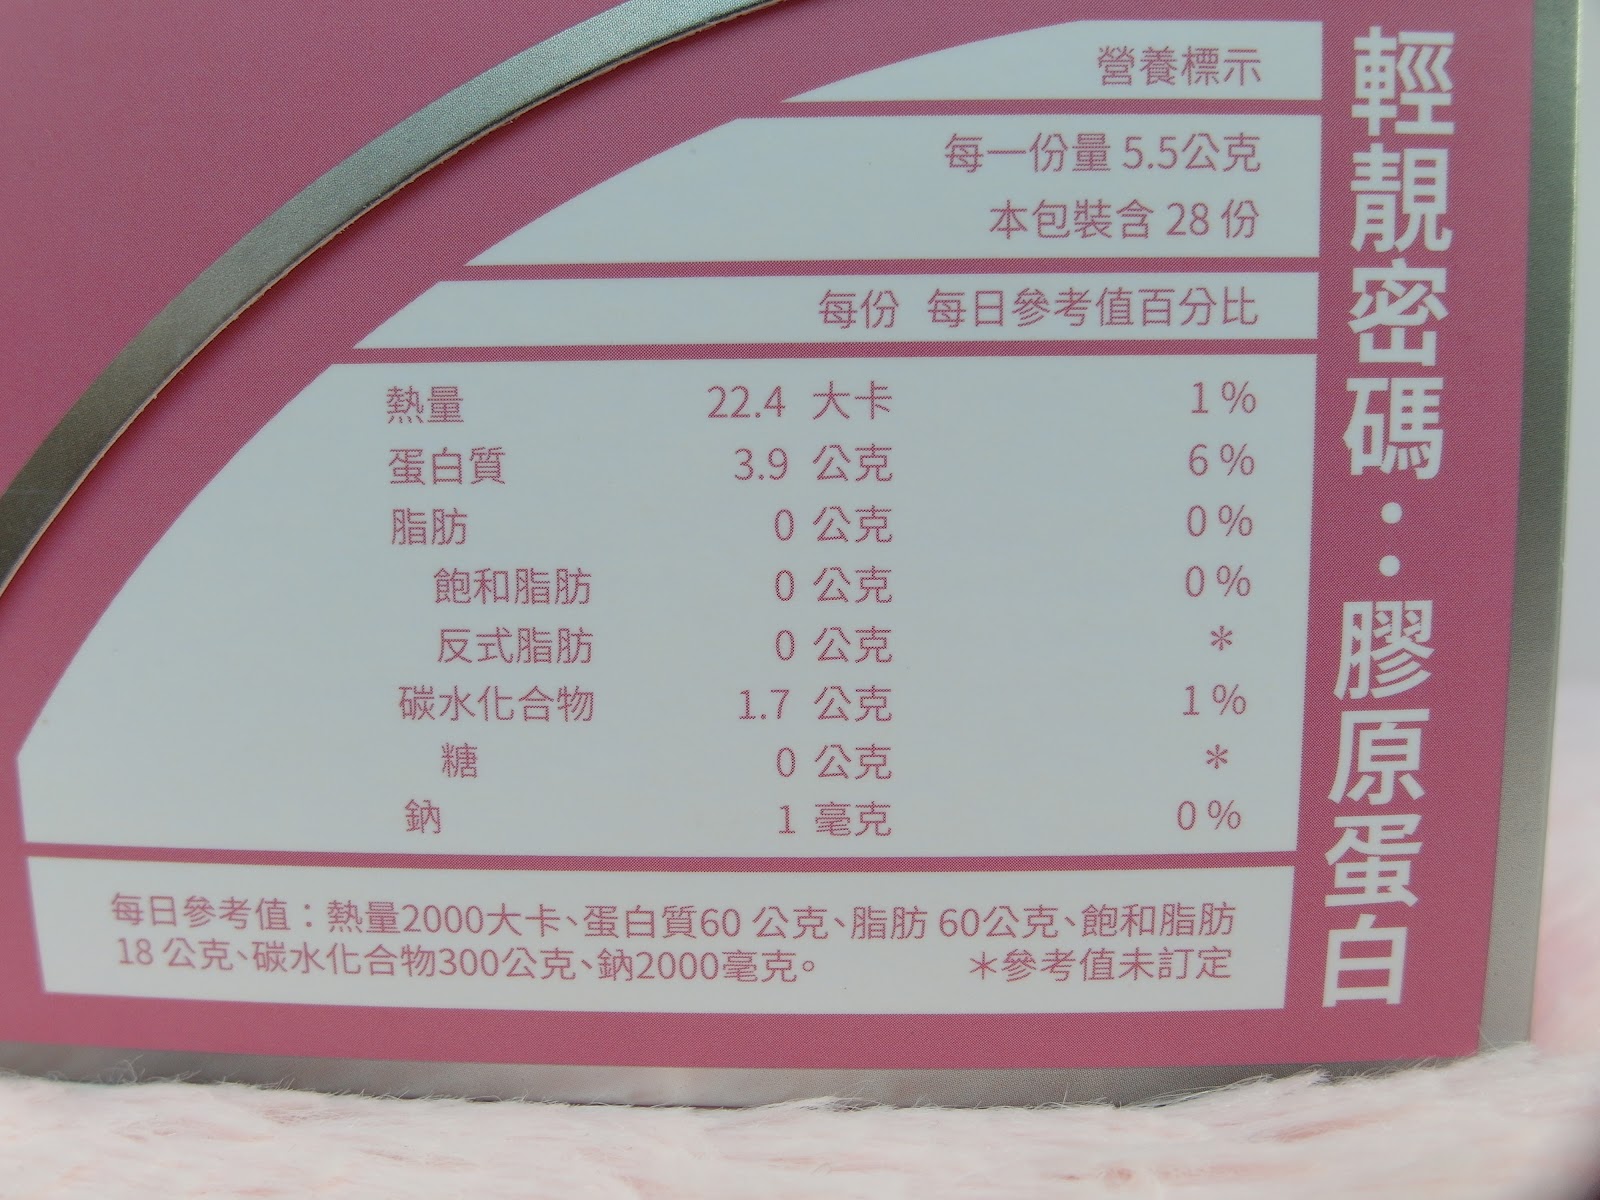 輕靚密碼：膠原蛋白
營養標示
每一份量 5.5公克
本包裝含 28 份
每份 每日參考值百分比
熱量 22.4 大卡 1%
蛋白質 3.9 公克 6%
脂肪 0 公克 0%
飽和脂肪 0 公克 0%
反式脂肪 0 公克 *
碳水化合物 1.7 公克 1%
糖 0 公克 *
鈉 1 毫克 0%
每日參考值：熱量2000大卡、蛋白質60 公克、脂肪 60公克、飽和脂肪
18 公克、碳水化合物300公克、鈉2000毫克。 *參考值未訂定